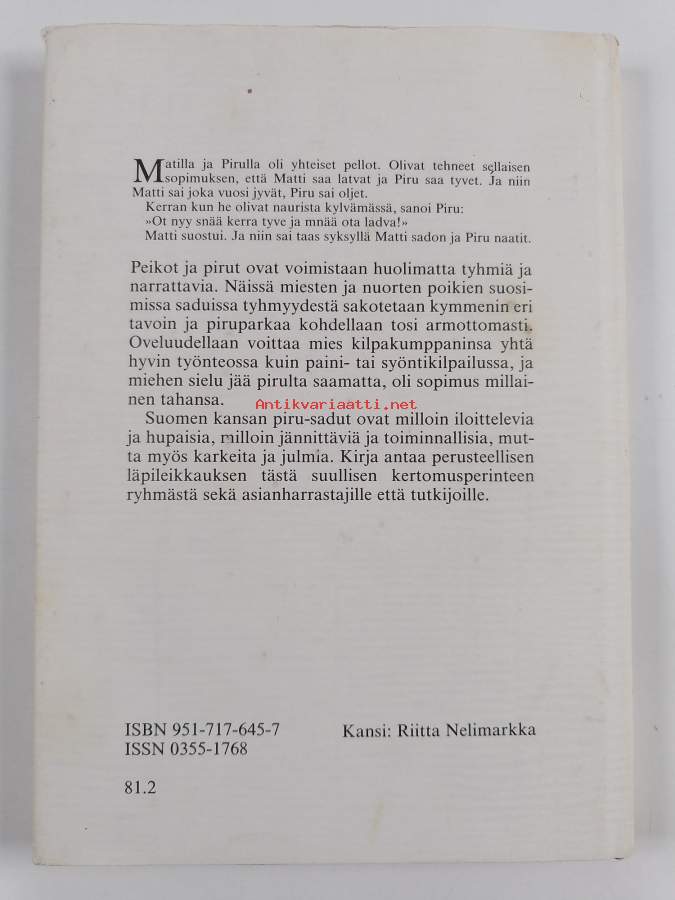 Matilla ja Pirulla oli yhteiset pellot. Olivat tehneet sellaisen
sopimuksen, että Matti saa latvat ja Piru saa tyvet. Ja niin
Matti sai joka vuosi jyvät, Piru sai oljet.
Kerran kun he olivat naurista kylvämässä, sanoi Piru:
»Ot nyy snää kerra tyve ja mnää ota ladva!»
Matti suostui. Ja niin sai taas syksyllä Matti sadon ja Piru naatit.
Peikot ja pirut ovat voimistaan huolimatta tyhmiä ja
narrattavia. Näissä miesten ja nuorten poikien suosi-
missa saduissa tyhmyydestä sakotetaan kymmenin eri
tavoin ja piruparkaa kohdellaan tosi armottomasti.
Oveluudellaan voittaa mies kilpakumppaninsa yhtä
hyvin työnteossa kuin paini- tai syöntikilpailussa, ja
miehen sielu jää pirulta saamatta, oli sopimus millai-
nen tahansa.
Antikvariaatti.net
Suomen kansan piru-sadut ovat milloin iloittelevia
ja hupaisia, milloin jännittäviä ja toiminnallisia, mut-
ta myös karkeita ja julmia. Kirja antaa perusteellisen
läpileikkauksen tästä suullisen kertomusperinteen
ryhmästä sekä asianharrastajille että tutkijoille.
ISBN 951-717-645-7
ISSN 0355-1768
Kansi: Riitta Nelimarkka
81.2